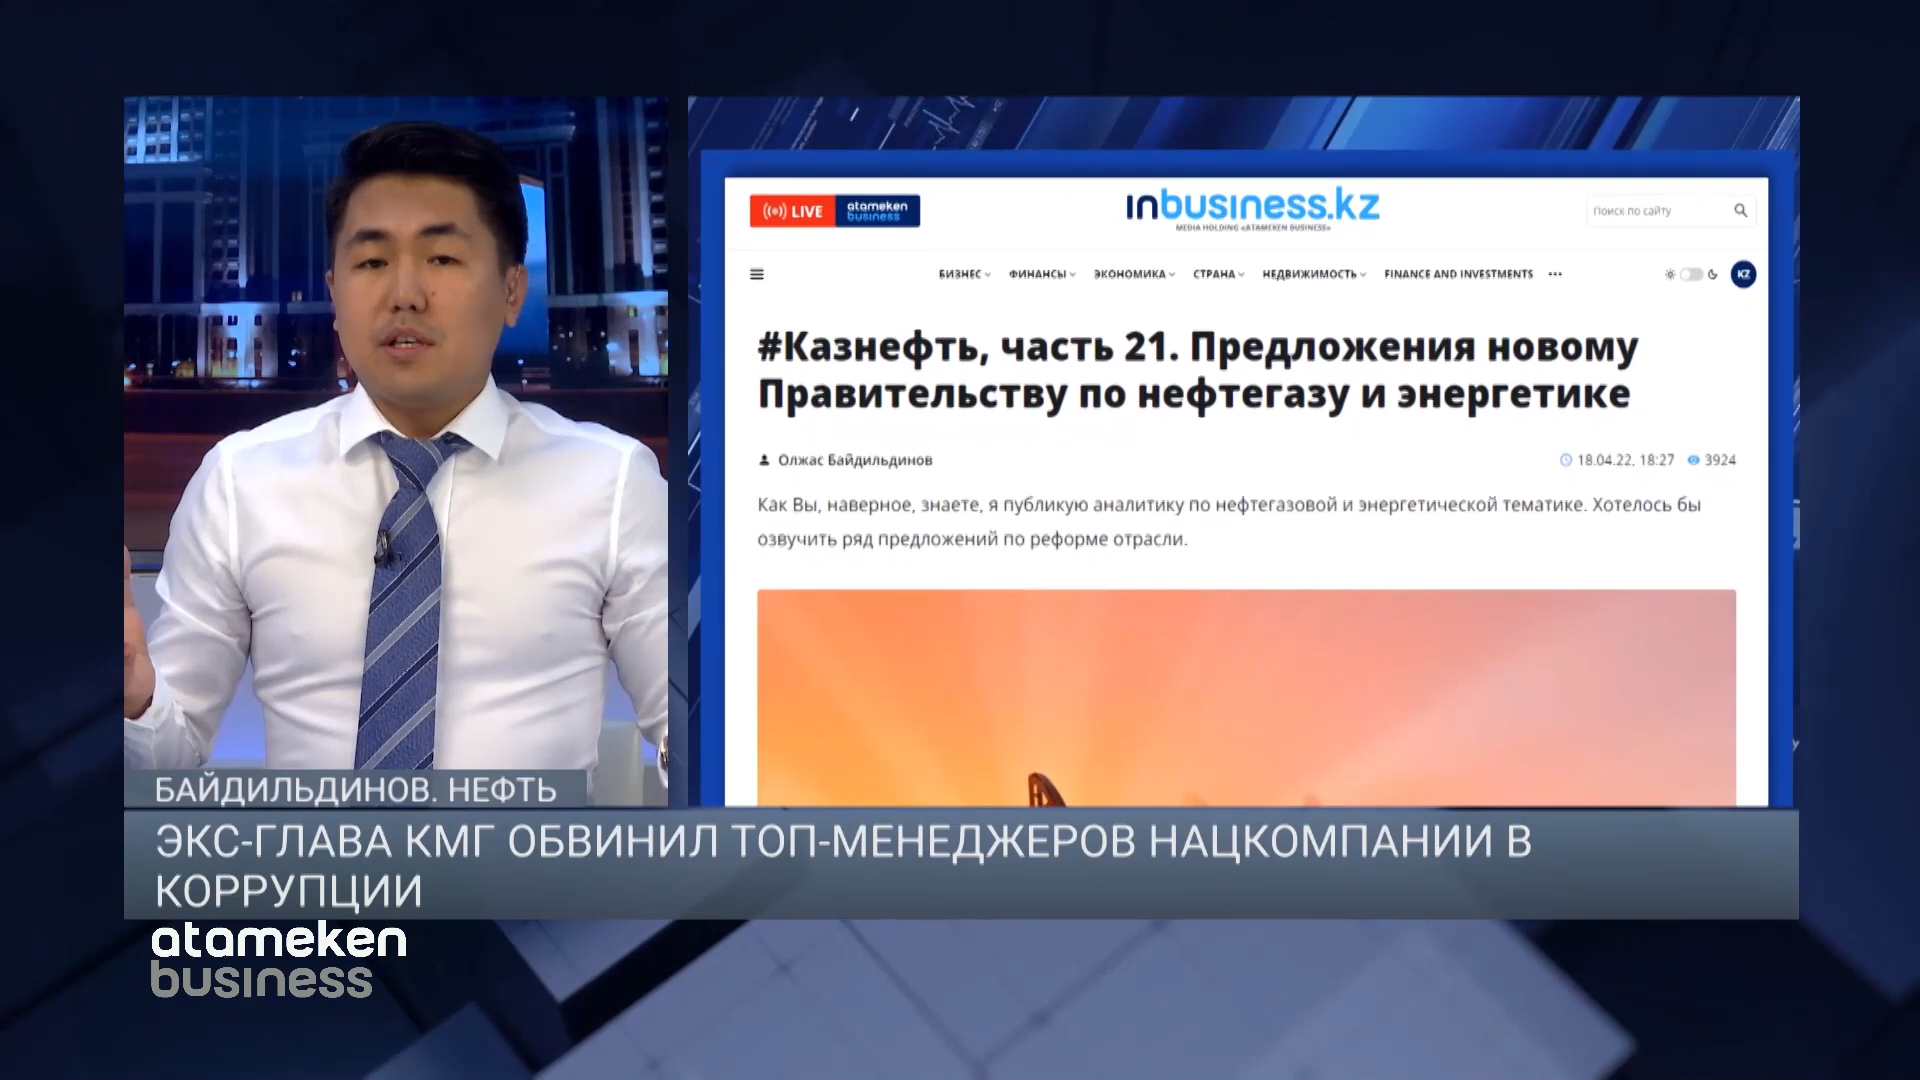 LIVE
atameken
business
inbusiness.kz
MEDIA HOLDING «ATAMEKEN BUSINESS»
Поиск по сайту
БИЗНЕС
ФИНАНСЫ
ЭКОНОМИКА
СТРАНА
НЕДВИЖИМОСТЬ
FINANCE AND INVESTMENTS
KZ
#Казнефть, часть 21. Предложения новому
Правительству по нефтегазу и энергетике
Олжас Байдильдинов
18.04.22, 18:27
3924
Как Вы, наверное, знаете, я публикую аналитику по нефтегазовой и энергетической тематике. Хотелось бы
озвучить ряд предложений по реформе отрасли.
БАЙДИЛЬДИНОВ. НЕФТЬ
ЭКС-ГЛАВА КМГ ОБВИНИЛ ТОП-МЕНЕДЖЕРОВ НАЦКОМПАНИИ В
КОРРУПЦИИ
atameken
business